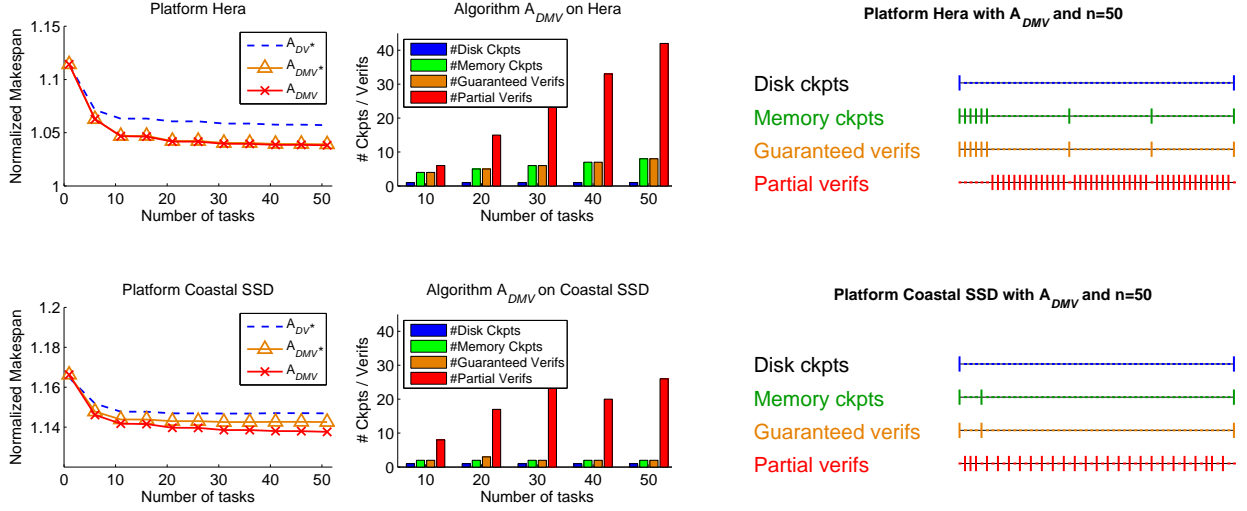 Platform Hera
1.15
1.1
1.05
1
Normalized Makespan
A_DV*
A_DMV*
A_DMV
0 10 20 30 40 50
Number of tasks
Algorithm A_DMV on Hera
40
30
20
10
0
# Ckpts / Verifs
#Disk Ckpts
#Memory Ckpts
#Guaranteed Verifs
#Partial Verifs
10 20 30 40 50
Number of tasks
Platform Hera with A_DMV and n=50
Disk ckpts
Memory ckpts
Guaranteed verifs
Partial verifs
Platform Coastal SSD
1.2
1.18
1.16
1.14
Normalized Makespan
A_DV*
A_DMV*
A_DMV
0 10 20 30 40 50
Number of tasks
Algorithm A_DMV on Coastal SSD
40
30
20
10
0
# Ckpts / Verifs
#Disk Ckpts
#Memory Ckpts
#Guaranteed Verifs
#Partial Verifs
10 20 30 40 50
Number of tasks
Platform Coastal SSD with A_DMV and n=50
Disk ckpts
Memory ckpts
Guaranteed verifs
Partial verifs